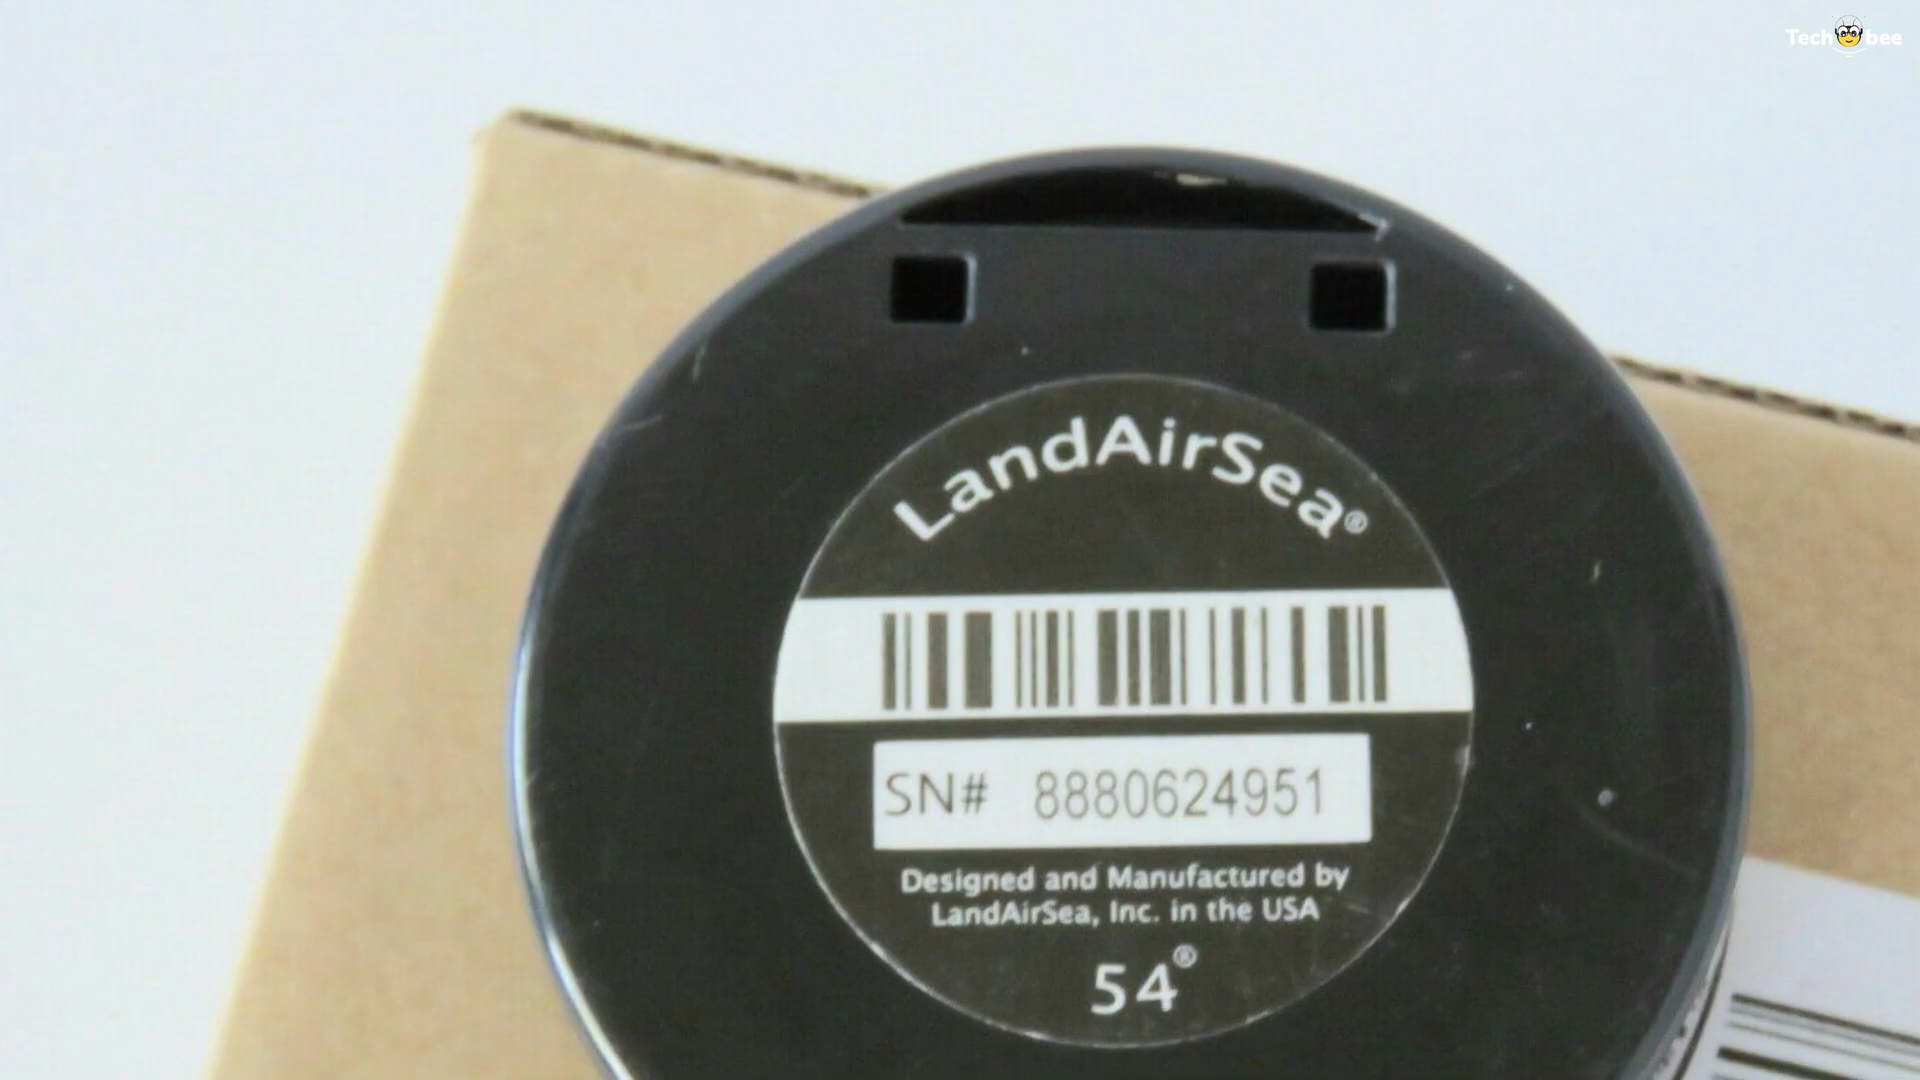 Tech bee
LandAirSea®
SN# 8880624951
Designed and Manufactured by
LandAirSea, Inc. in the USA
54®